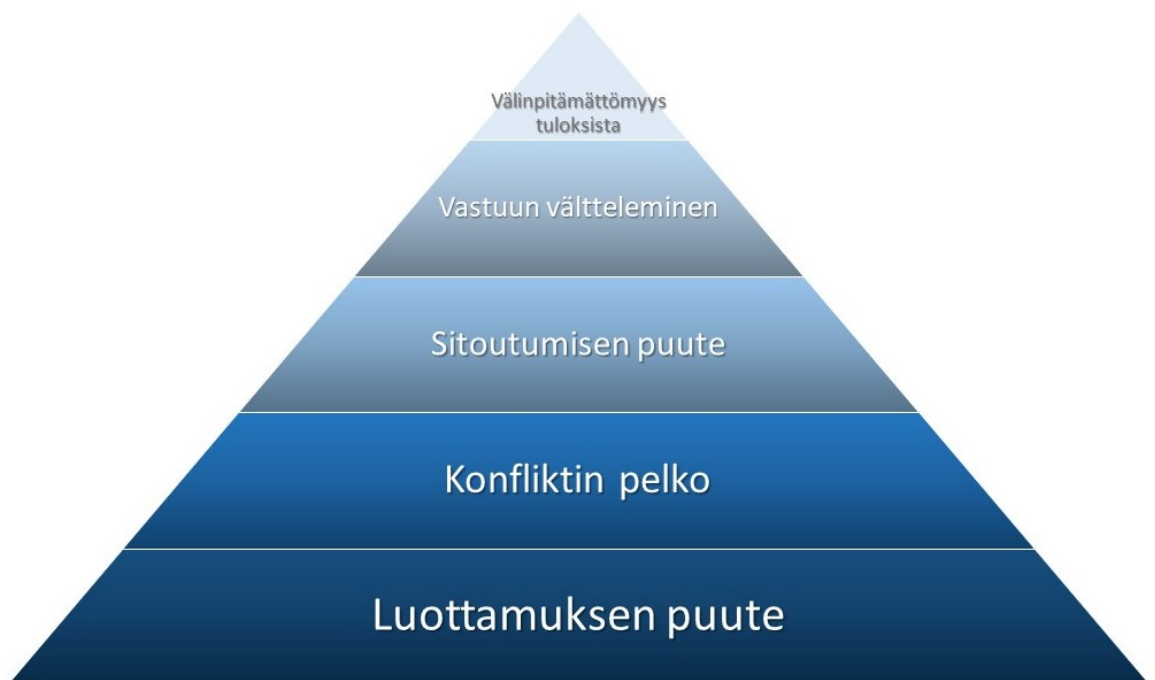 Välinpitämättömyys
tuloksista
Vastuun vältteleminen
Sitoutumisen puute
Konfliktin pelko
Luottamuksen puute